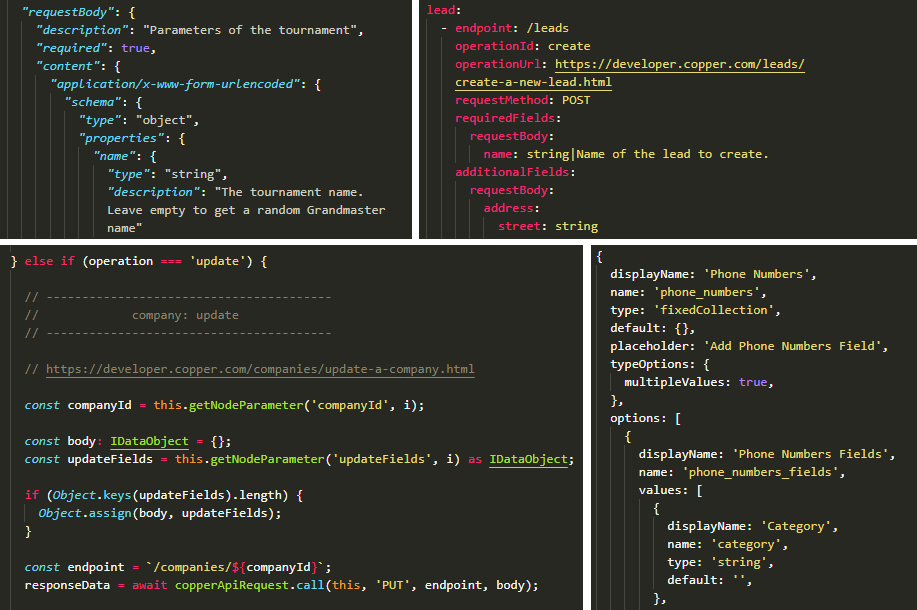 "requestBody": {
"description": "Parameters of the tournament",
"required": true,
"content": {
"application/x-www-form-urlencoded": {
"schema": {
"type": "object",
"properties": {
"name": {
"type": "string",
"description": "The tournament name.
Leave empty to get a random Grandmaster
name"
lead:
- endpoint: /leads
operationId: create
operationUrl: https://developer.copper.com/leads/
create-a-new-lead.html
requestMethod: POST
requiredFields:
requestBody:
name: string|Name of the lead to create.
additionalFields:
requestBody:
address:
street: string
} else if (operation === 'update') {
// ----------------------------------------
//             company: update
// ----------------------------------------
// https://developer.copper.com/companies/update-a-company.html
const companyId = this.getNodeParameter('companyId', i);
const body: IDataObject = {};
const updateFields = this.getNodeParameter('updateFields', i) as IDataObject;
if (Object.keys(updateFields).length) {
Object.assign(body, updateFields);
}
const endpoint = `/companies/${companyId}`;
responseData = await copperApiRequest.call(this, 'PUT', endpoint, body);
{
displayName: 'Phone Numbers',
name: 'phone_numbers',
type: 'fixedCollection',
default: {},
placeholder: 'Add Phone Numbers Field',
typeOptions: {
multipleValues: true,
},
options: [
{
displayName: 'Phone Numbers Fields',
name: 'phone_numbers_fields',
values: [
{
displayName: 'Category',
name: 'category',
type: 'string',
default: '',
},